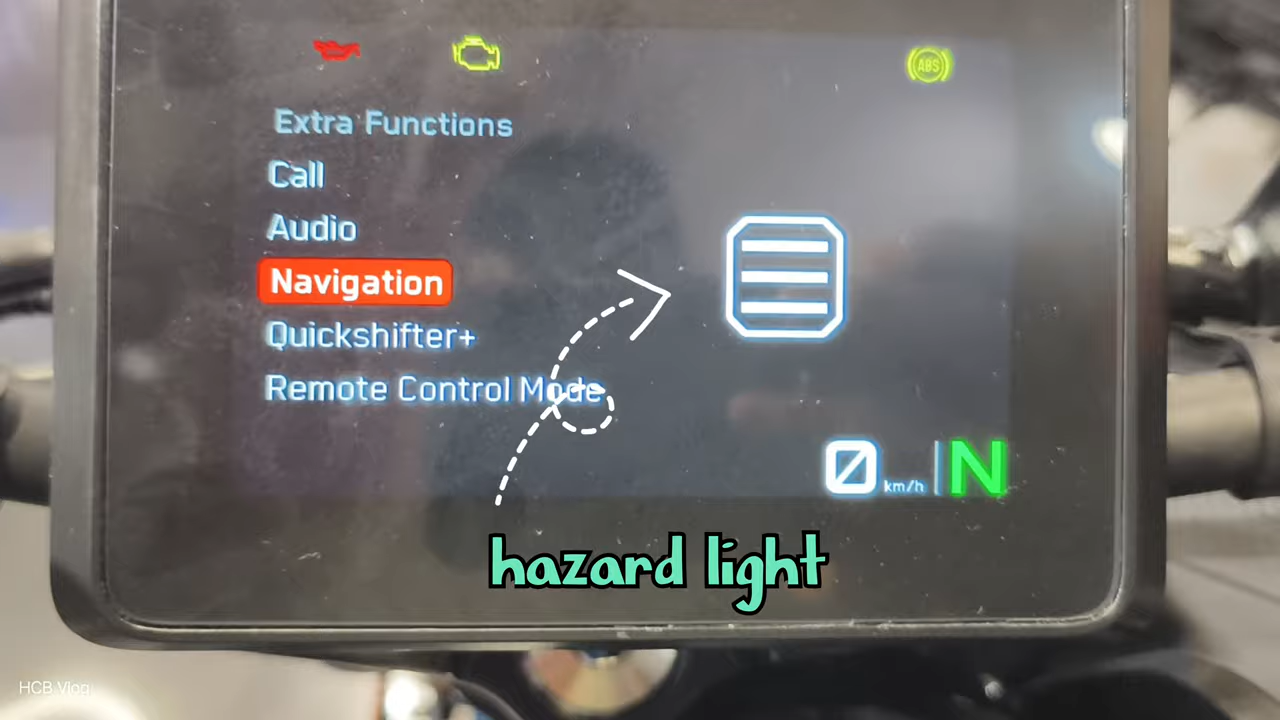 ABS
Extra Functions
Call
Audio
Navigation
Quickshifter+
Remote Control Mode
0 km/h N
hazard light
HCB Vlog